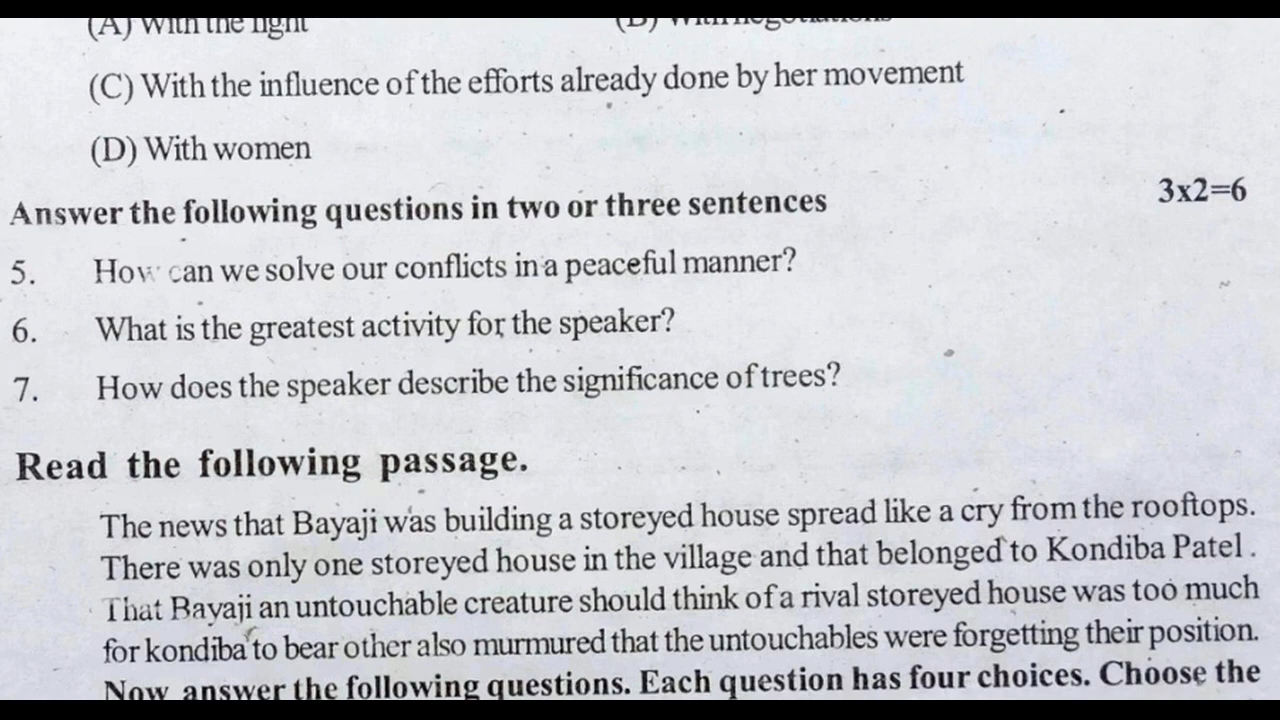 (A) With the fight
(B) With negotiations
(C) With the influence of the efforts already done by her movement
(D) With women
Answer the following questions in two or three sentences 3x2=6
5. How can we solve our conflicts in a peaceful manner?
6. What is the greatest activity for the speaker?
7. How does the speaker describe the significance of trees?
Read the following passage.
The news that Bayaji was building a storeyed house spread like a cry from the rooftops.
There was only one storeyed house in the village and that belonged to Kondiba Patel .
That Bayaji an untouchable creature should think of a rival storeyed house was too much
for kondiba to bear other also murmured that the untouchables were forgetting their position.
Now answer the following questions. Each question has four choices. Choose the